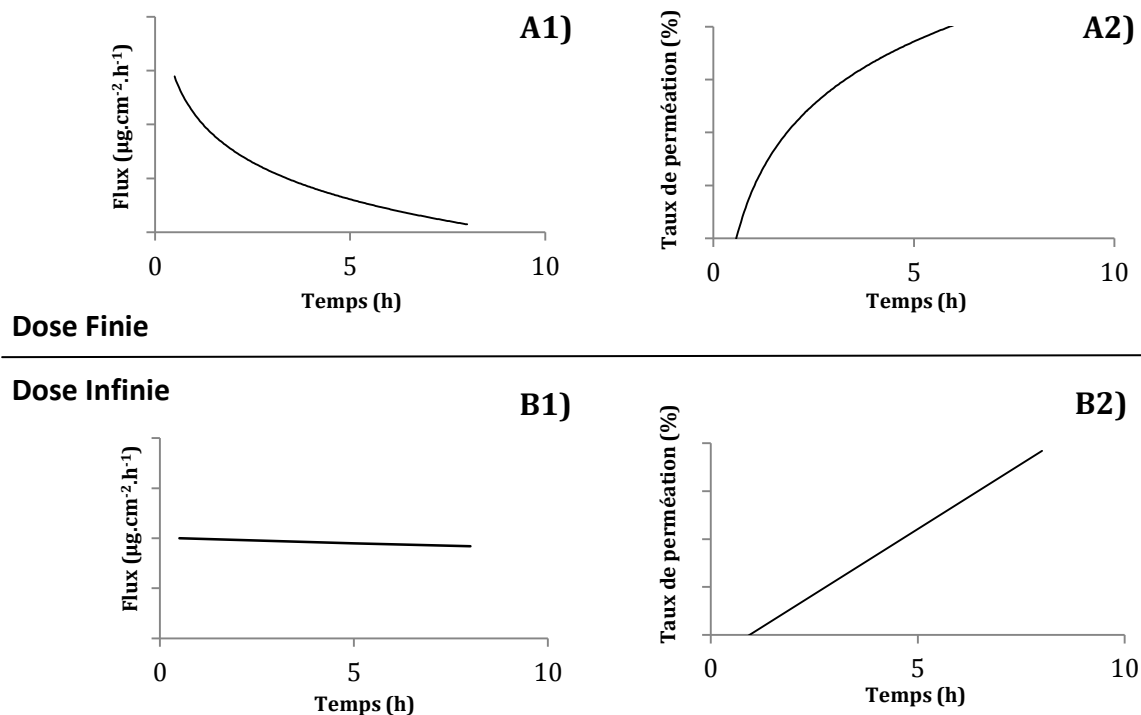 A1)
Flux (µg.cm⁻².h⁻¹)
0
5
10
Temps (h)
A2)
Taux de perméation (%)
0
5
10
Temps (h)
Dose Finie
Dose Infinie
B1)
Flux (µg.cm⁻².h⁻¹)
0
5
10
Temps (h)
B2)
Taux de perméation (%)
0
5
10
Temps (h)